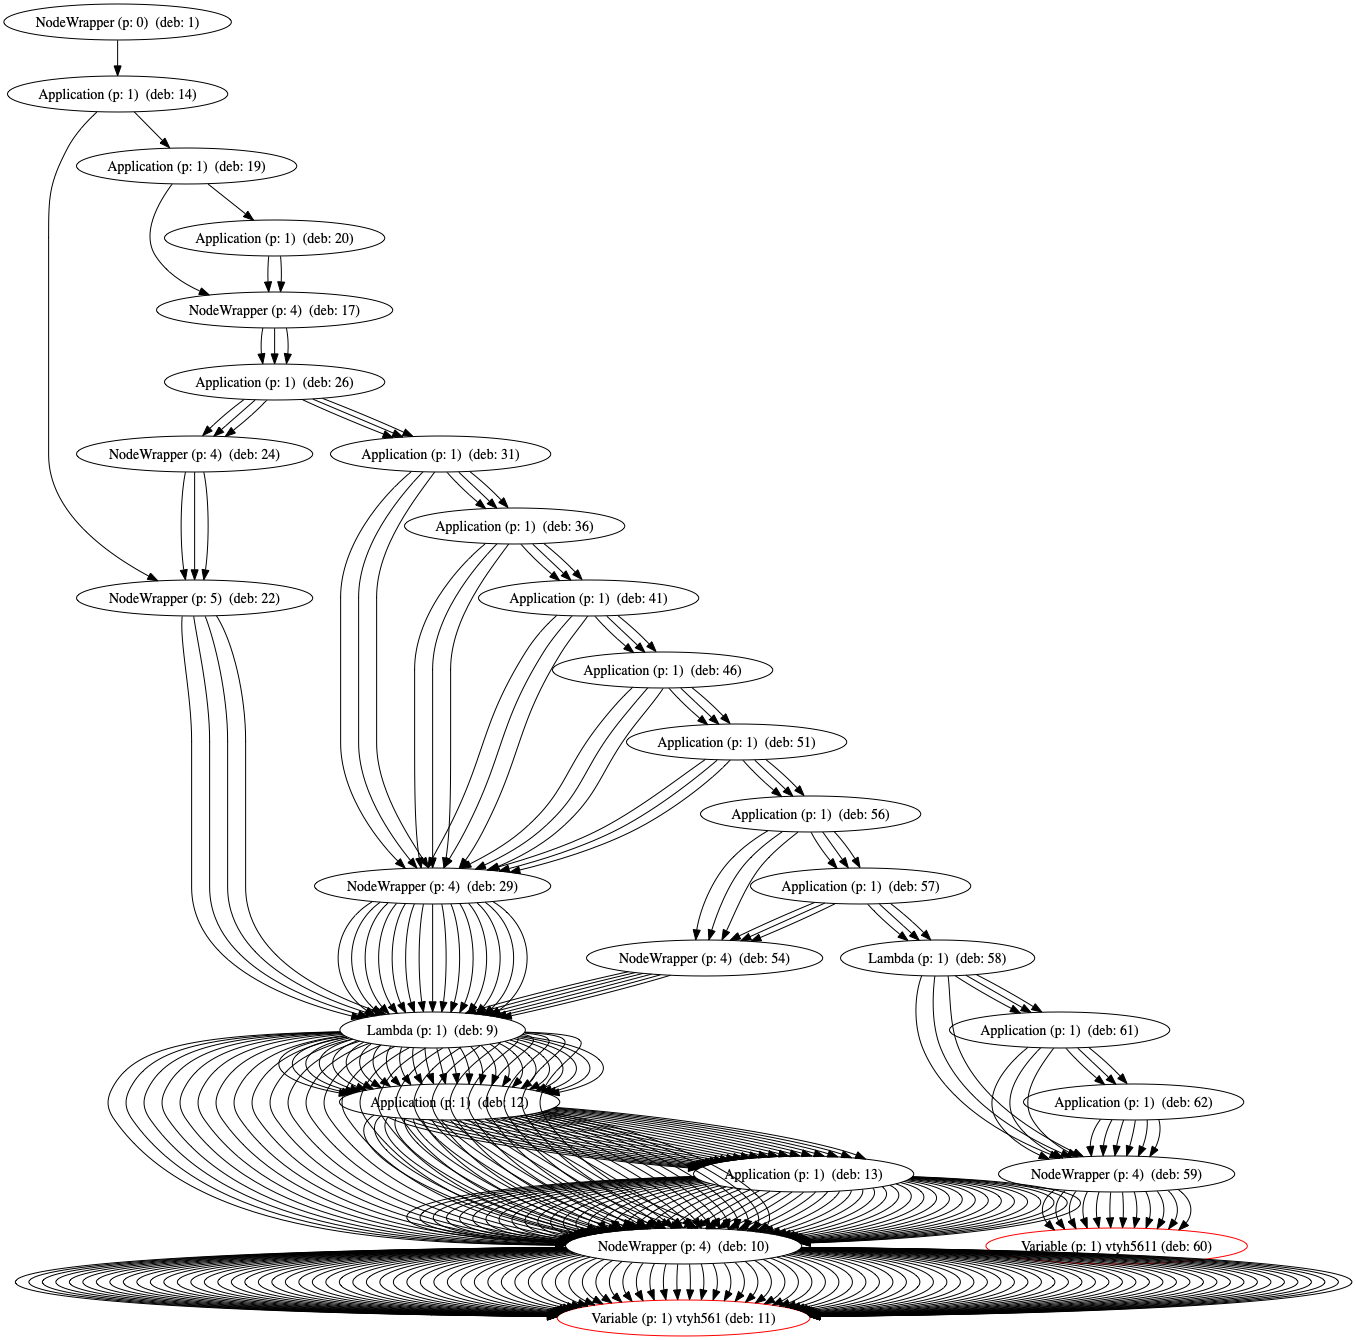 NodeWrapper (p: 0)  (deb: 1)
Application (p: 1)  (deb: 14)
Application (p: 1)  (deb: 19)
Application (p: 1)  (deb: 20)
NodeWrapper (p: 4)  (deb: 17)
Application (p: 1)  (deb: 26)
NodeWrapper (p: 4)  (deb: 24)
Application (p: 1)  (deb: 31)
Application (p: 1)  (deb: 36)
NodeWrapper (p: 5)  (deb: 22)
Application (p: 1)  (deb: 41)
Application (p: 1)  (deb: 46)
Application (p: 1)  (deb: 51)
Application (p: 1)  (deb: 56)
NodeWrapper (p: 4)  (deb: 29)
Application (p: 1)  (deb: 57)
NodeWrapper (p: 4)  (deb: 54)
Lambda (p: 1)  (deb: 58)
Lambda (p: 1)  (deb: 9)
Application (p: 1)  (deb: 61)
Application (p: 1)  (deb: 12)
Application (p: 1)  (deb: 62)
Application (p: 1)  (deb: 13)
NodeWrapper (p: 4)  (deb: 59)
NodeWrapper (p: 4)  (deb: 10)
Variable (p: 1) vtyh5611 (deb: 60)
Variable (p: 1) vtyh561 (deb: 11)